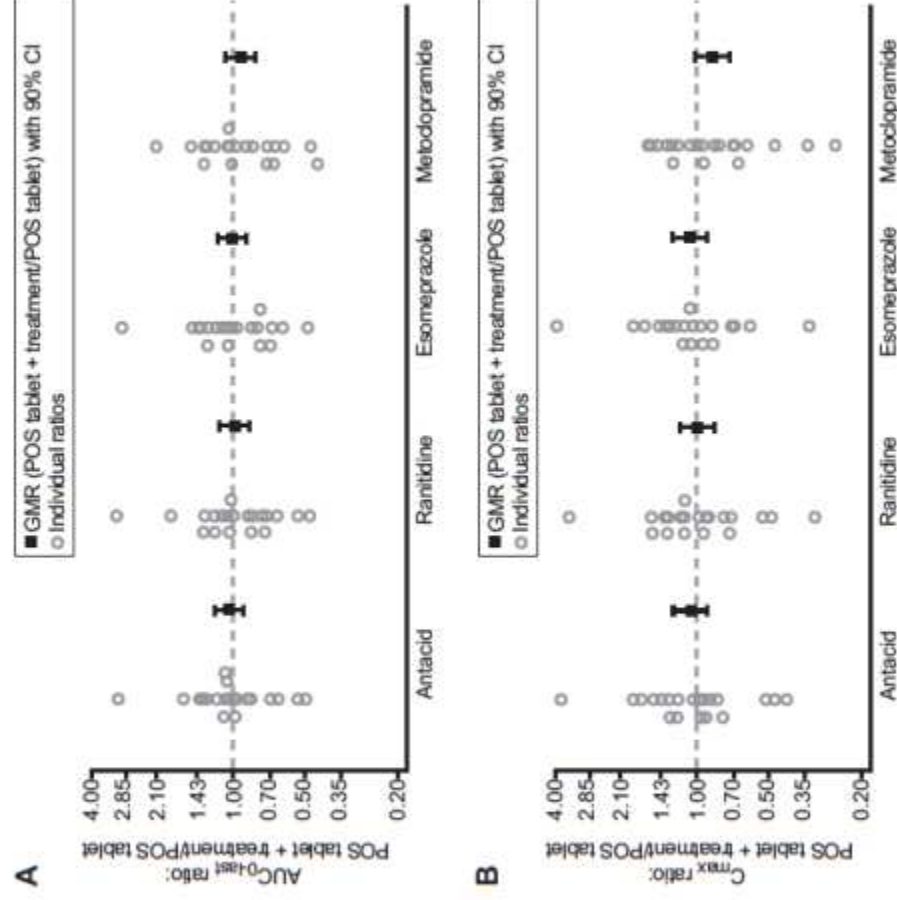 A
■ GMR (POS tablet + treatment/POS tablet) with 90% CI
○ Individual ratios
AUC0-last ratio:
POS tablet + treatment/POS tablet
4.00
2.85
2.10
1.43
1.00
0.70
0.50
0.35
0.20
Antacid
Ranitidine
Esomeprazole
Metoclopramide
B
■ GMR (POS tablet + treatment/POS tablet) with 90% CI
○ Individual ratios
Cmax ratio:
POS tablet + treatment/POS tablet
4.00
2.85
2.10
1.43
1.00
0.70
0.50
0.35
0.20
Antacid
Ranitidine
Esomeprazole
Metoclopramide